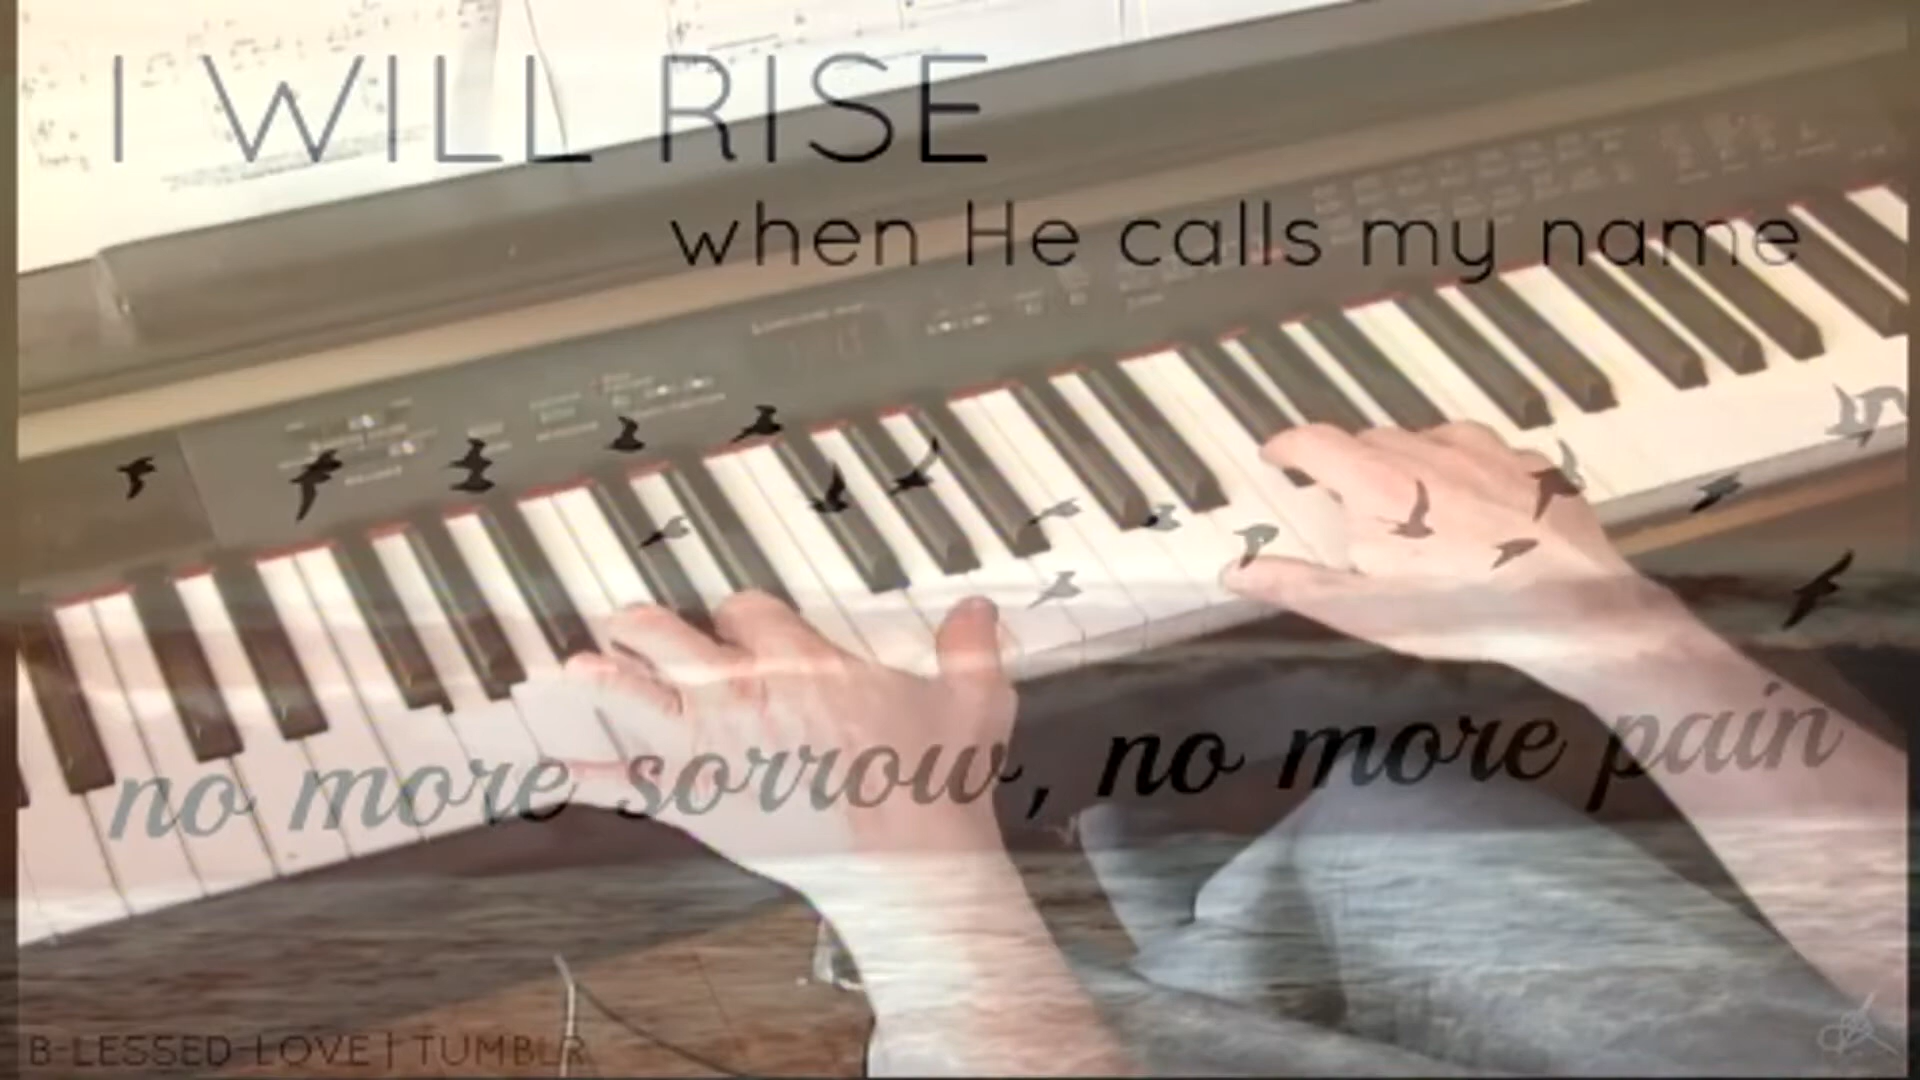 I WILL RISE
when He calls my name
no more sorrow, no more pain
B-LESSED-LOVE | TUMBLR